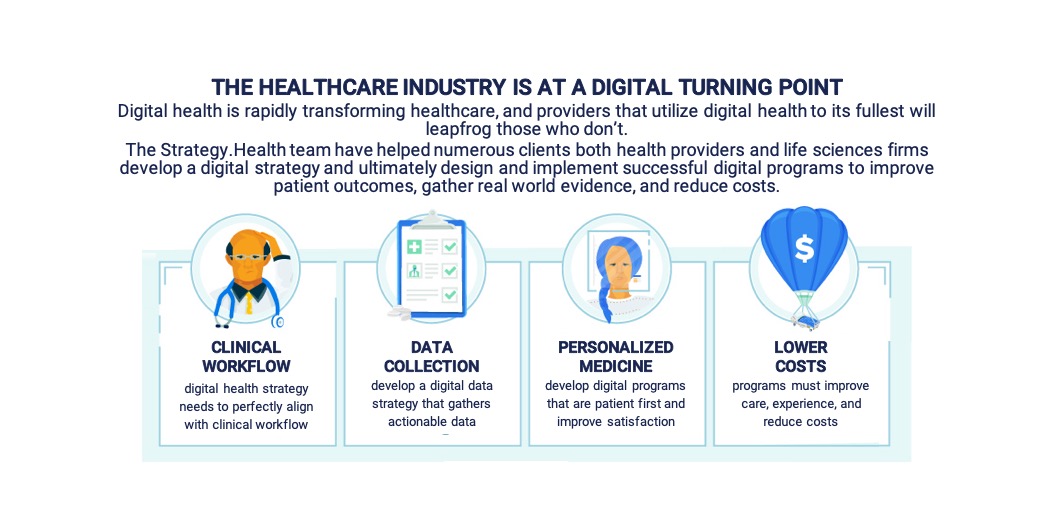 THE HEALTHCARE INDUSTRY IS AT A DIGITAL TURNING POINT
Digital health is rapidly transforming healthcare, and providers that utilize digital health to its fullest will
leapfrog those who don't.
The Strategy.Health team have helped numerous clients both health providers and life sciences firms
develop a digital strategy and ultimately design and implement successful digital programs to improve
patient outcomes, gather real world evidence, and reduce costs.
$
CLINICAL
WORKFLOW
digital health strategy
needs to perfectly align
with clinical workflow
DATA
COLLECTION
develop a digital data
strategy that gathers
actionable data
PERSONALIZED
MEDICINE
develop digital programs
that are patient first and
improve satisfaction
LOWER
COSTS
programs must improve
care, experience, and
reduce costs